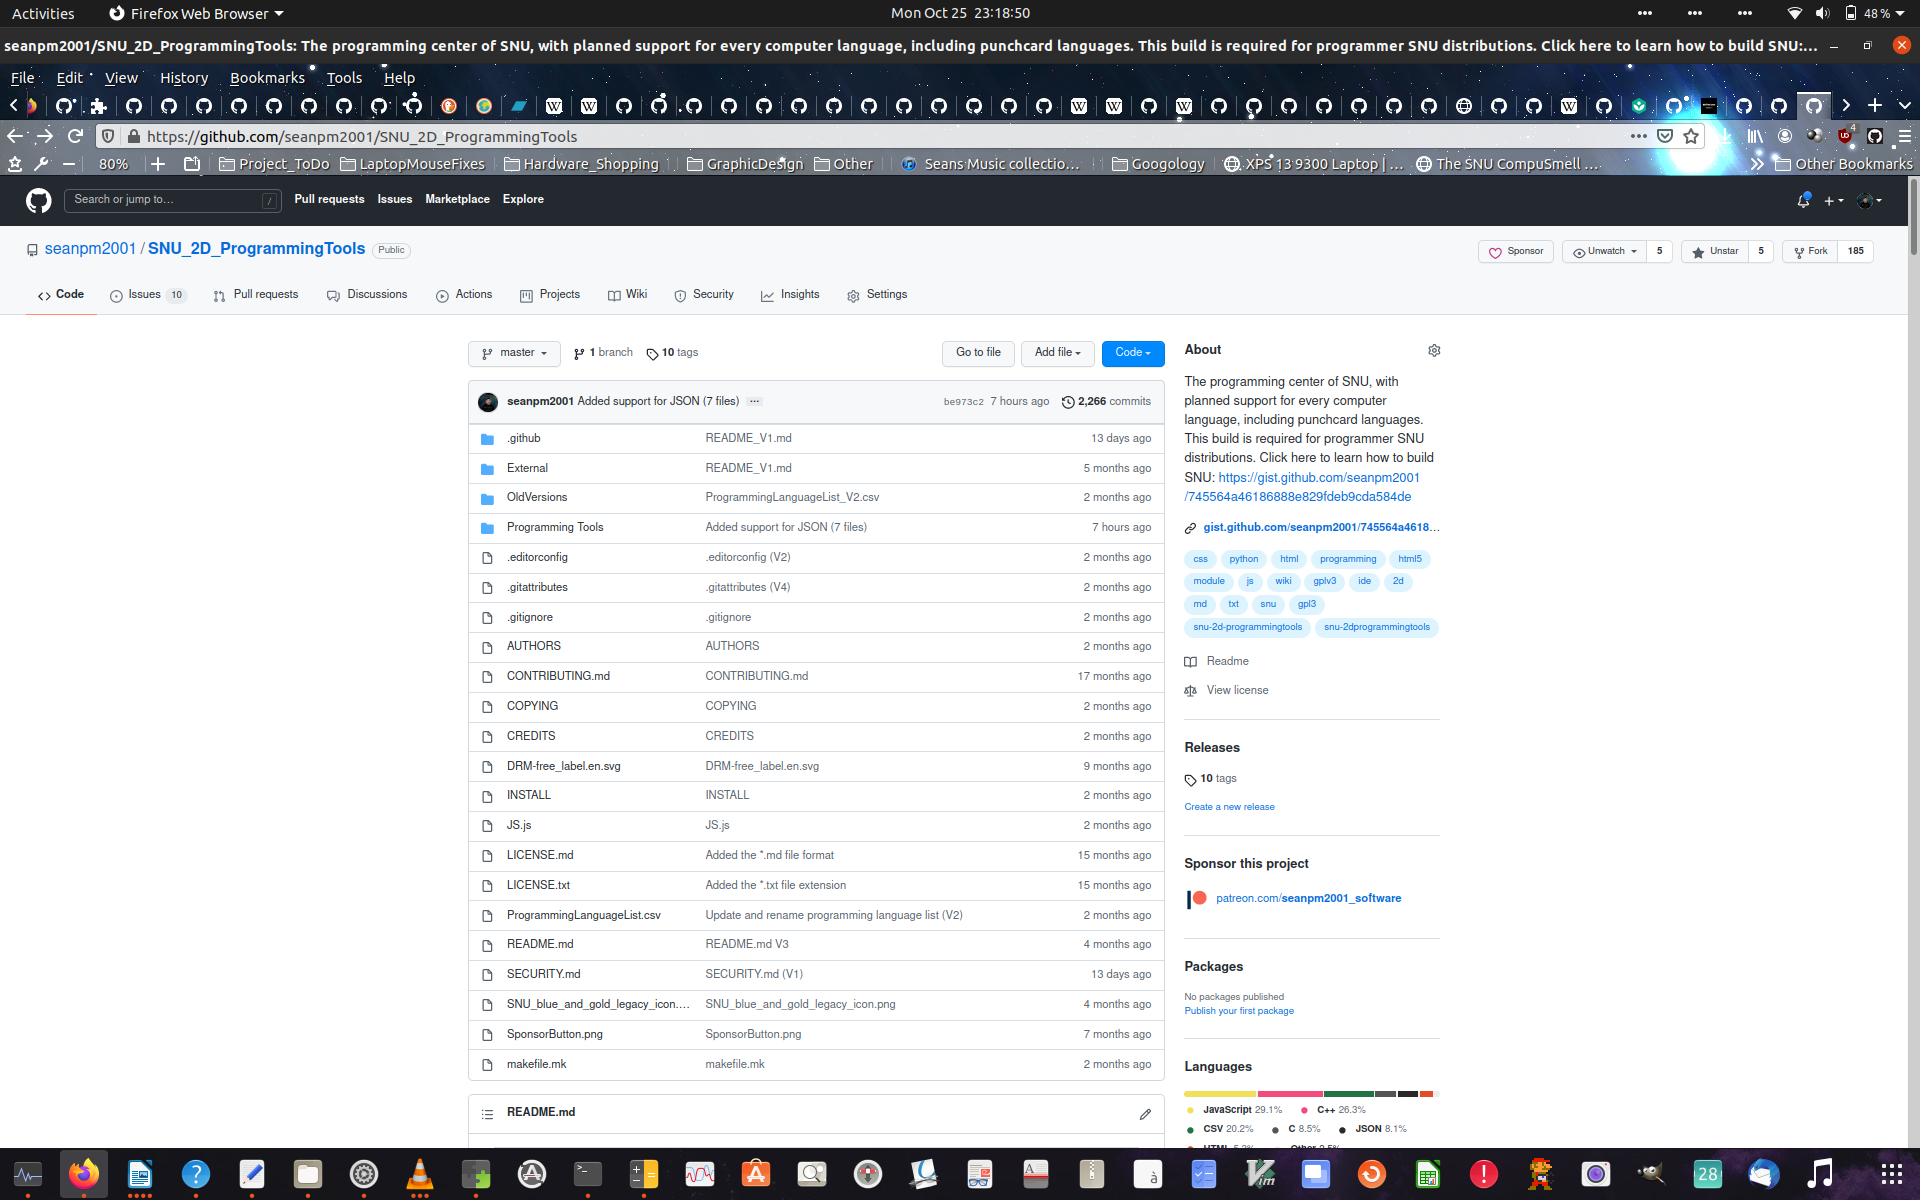 Activities Firefox Web Browser Mon Oct 25 23:18:50 48 %
seanpm2001/SNU_2D_ProgrammingTools: The programming center of SNU, with planned support for every computer language, including punchcard languages. This build is required for programmer SNU distributions. Click here to learn how to build SNU:…
File Edit View History Bookmarks Tools Help
https://github.com/seanpm2001/SNU_2D_ProgrammingTools
80% Project_ToDo LaptopMouseFixes Hardware_Shopping GraphicDesign Other Seans Music collectio… Googology XPS 13 9300 Laptop | … The SNU CompuSmell … Other Bookmarks
Search or jump to… / Pull requests Issues Marketplace Explore
seanpm2001 / SNU_2D_ProgrammingTools Public Sponsor Unwatch 5 Unstar 5 Fork 185
Code Issues 10 Pull requests Discussions Actions Projects Wiki Security Insights Settings
master 1 branch 10 tags Go to file Add file Code
seanpm2001 Added support for JSON (7 files) … be973c2 7 hours ago 2,266 commits
.github README_V1.md 13 days ago
External README_V1.md 5 months ago
OldVersions ProgrammingLanguageList_V2.csv 2 months ago
Programming Tools Added support for JSON (7 files) 7 hours ago
.editorconfig .editorconfig (V2) 2 months ago
.gitattributes .gitattributes (V4) 2 months ago
.gitignore .gitignore 2 months ago
AUTHORS AUTHORS 2 months ago
CONTRIBUTING.md CONTRIBUTING.md 17 months ago
COPYING COPYING 2 months ago
CREDITS CREDITS 2 months ago
DRM-free_label.en.svg DRM-free_label.en.svg 9 months ago
INSTALL INSTALL 2 months ago
JS.js JS.js 2 months ago
LICENSE.md Added the *.md file format 15 months ago
LICENSE.txt Added the *.txt file extension 15 months ago
ProgrammingLanguageList.csv Update and rename programming language list (V2) 2 months ago
README.md README.md V3 4 months ago
SECURITY.md SECURITY.md (V1) 13 days ago
SNU_blue_and_gold_legacy_icon.… SNU_blue_and_gold_legacy_icon.png 4 months ago
SponsorButton.png SponsorButton.png 7 months ago
makefile.mk makefile.mk 2 months ago
README.md
About
The programming center of SNU, with
planned support for every computer
language, including punchcard languages.
This build is required for programmer SNU
distributions. Click here to learn how to build
SNU: https://gist.github.com/seanpm2001
/745564a46186888e829fdeb9cda584de
gist.github.com/seanpm2001/745564a4618…
css python html programming html5
module js wiki gplv3 ide 2d
md txt snu gpl3
snu-2d-programmingtools snu-2dprogrammingtools
Readme
View license
Releases
10 tags
Create a new release
Sponsor this project
patreon.com/seanpm2001_software
Packages
No packages published
Publish your first package
Languages
JavaScript 29.1% C++ 26.3%
CSV 20.2% C 8.5% JSON 8.1%
28